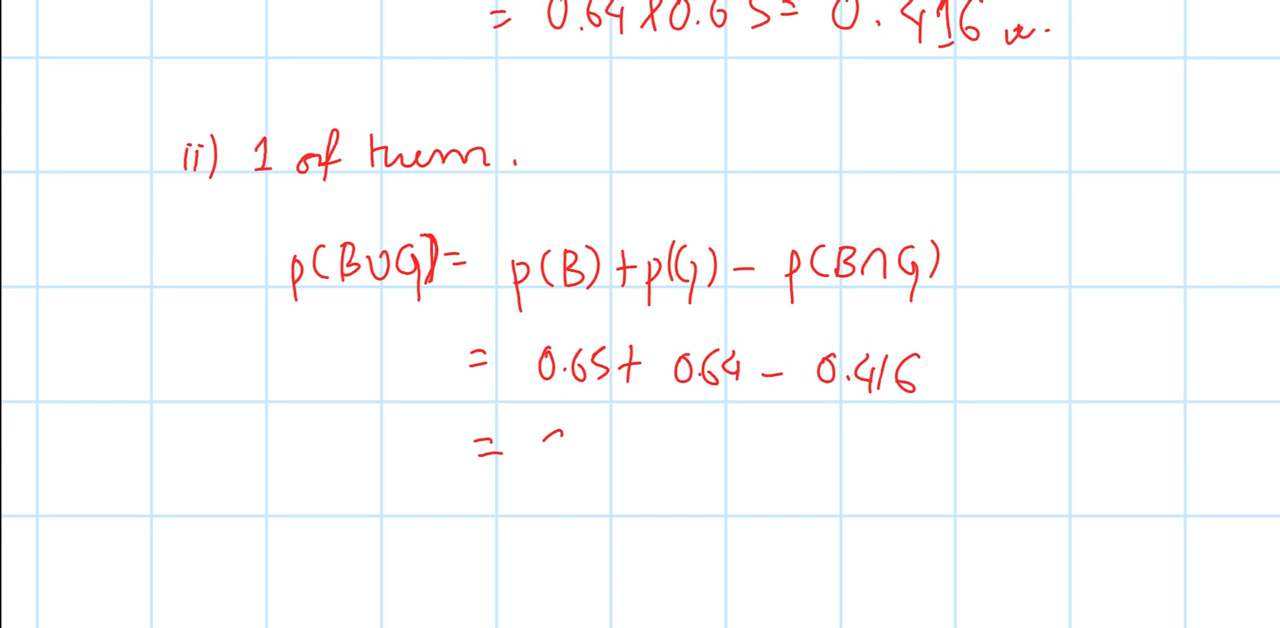 = 0.64 x 0.65 = 0.416
ii) 1 of them.
p(B∪G) = p(B) + p(G) - p(B∩G)
= 0.65 + 0.64 - 0.416
=